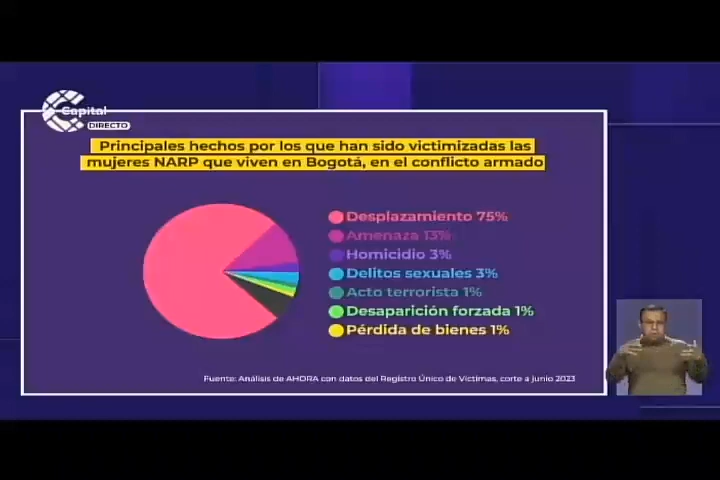 Capital
DIRECTO
Principales hechos por los que han sido victimizadas las
mujeres NARP que viven en Bogotá, en el conflicto armado
Desplazamiento 75%
Amenaza 13%
Homicidio 3%
Delitos sexuales 3%
Acto terrorista 1%
Desaparición forzada 1%
Pérdida de bienes 1%
Fuente: Análisis de AHORA con datos del Registro Único de Víctimas, corte a junio 2023